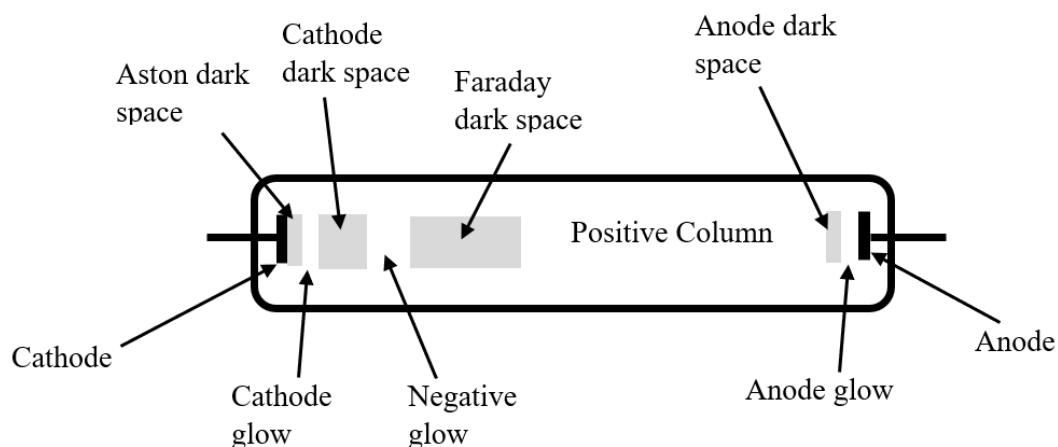 Cathode
dark space
Anode dark
space
Aston dark
space
Faraday
dark space
Positive Column
Cathode
Anode
Cathode
glow
Negative
glow
Anode glow